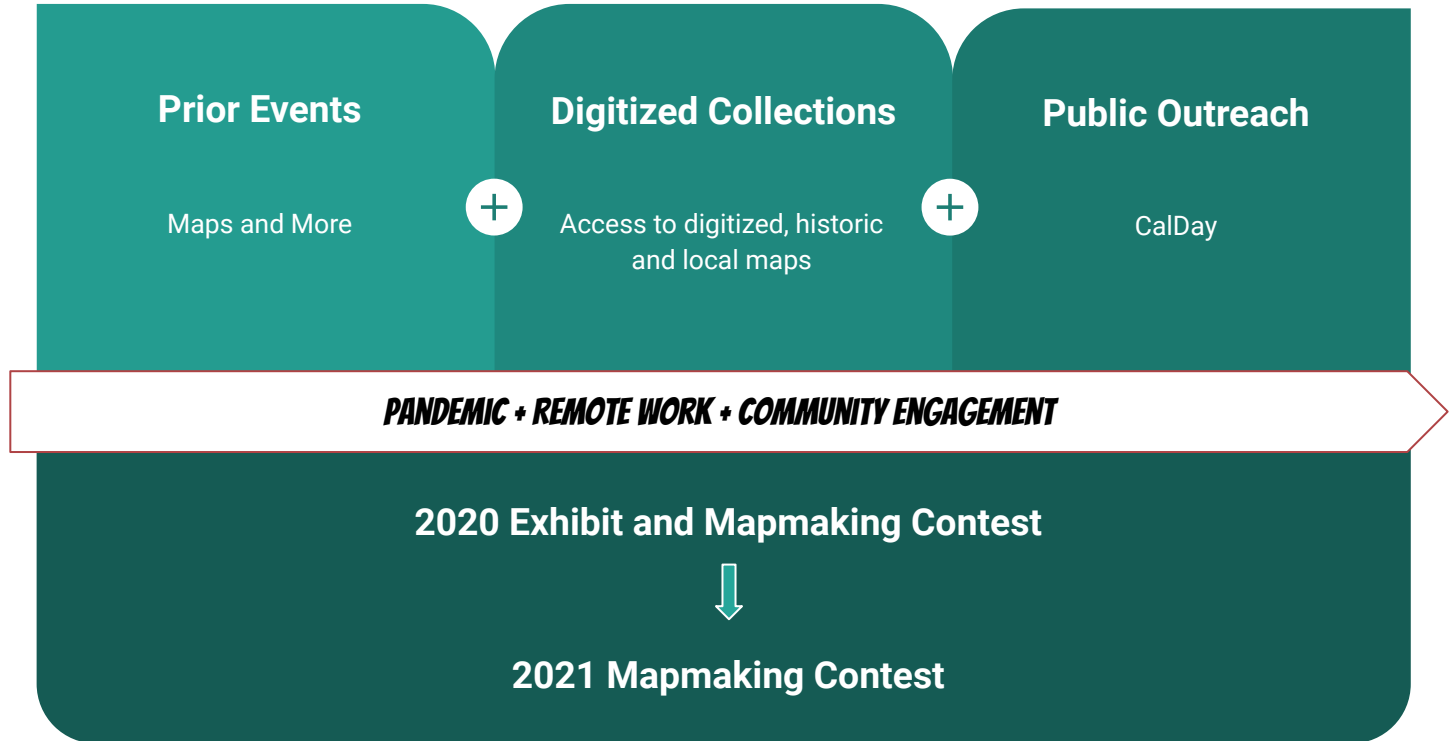 Prior Events
Maps and More
+
Digitized Collections
Access to digitized, historic
and local maps
+
Public Outreach
CalDay
PANDEMIC + REMOTE WORK + COMMUNITY ENGAGEMENT
2020 Exhibit and Mapmaking Contest
2021 Mapmaking Contest